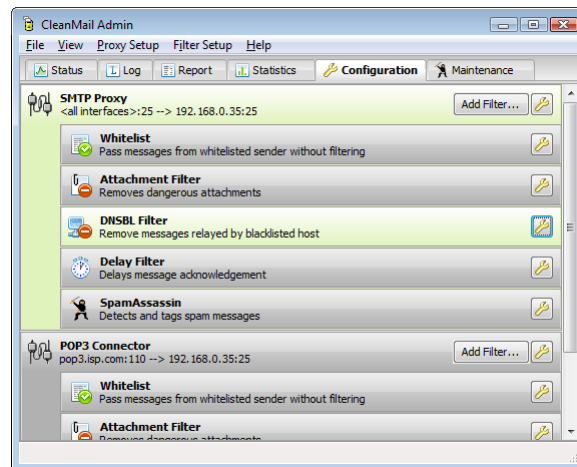 CleanMail Admin
File View Proxy Setup Filter Setup Help
Status Log Report Statistics Configuration Maintenance
SMTP Proxy
<all interfaces>:25 --> 192.168.0.35:25
Add Filter...
Whitelist
Pass messages from whitelisted sender without filtering
Attachment Filter
Removes dangerous attachments
DNSBL Filter
Remove messages relayed by blacklisted host
Delay Filter
Delays message acknowledgement
SpamAssassin
Detects and tags spam messages
POP3 Connector
pop3.isp.com:110 --> 192.168.0.35:25
Add Filter...
Whitelist
Pass messages from whitelisted sender without filtering
Attachment Filter
Removes dangerous attachments